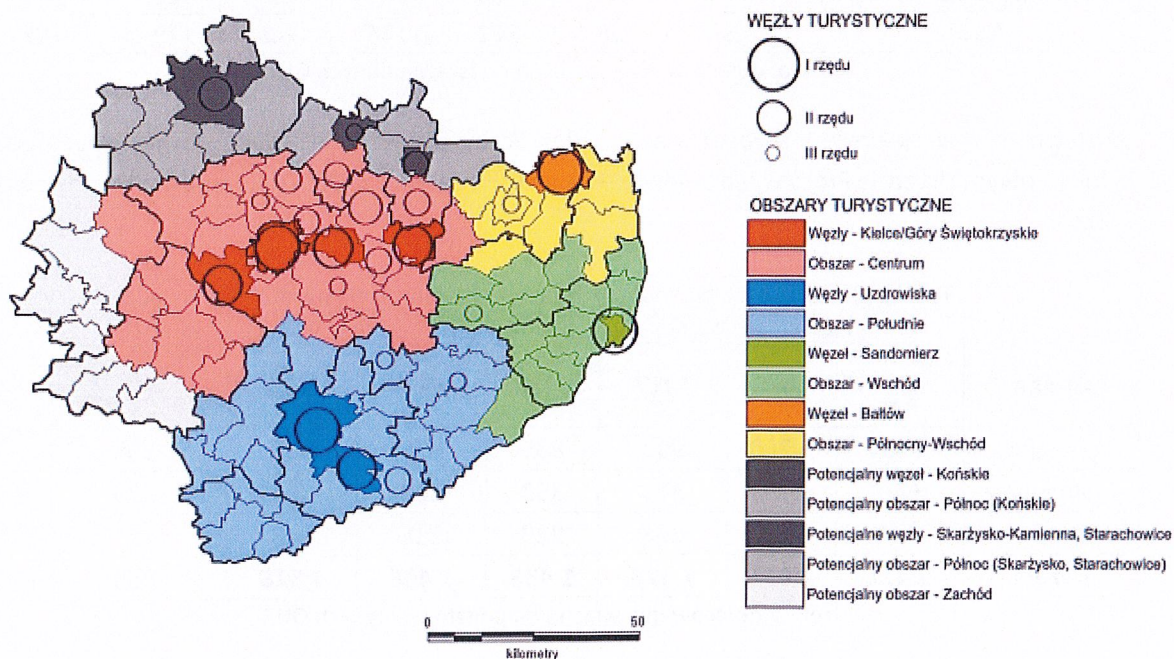 WĘZŁY TURYSTYCZNE
I rzędu
II rzędu
III rzędu
OBSZARY TURYSTYCZNE
Węzły - Kielce/Góry Świętokrzyskie
Obszar - Centrum
Węzły - Uzdrowiska
Obszar - Południe
Węzeł - Sandomierz
Obszar - Wschód
Węzeł - Bałtów
Obszar - Północny-Wschód
Potencjalny węzeł - Końskie
Potencjalny obszar - Północ (Końskie)
Potencjalne węzły - Skarżysko-Kamienna, Starachowice
Potencjalny obszar - Północ (Skarżysko, Starachowice)
Potencjalny obszar - Zachód
0 50
kilometry